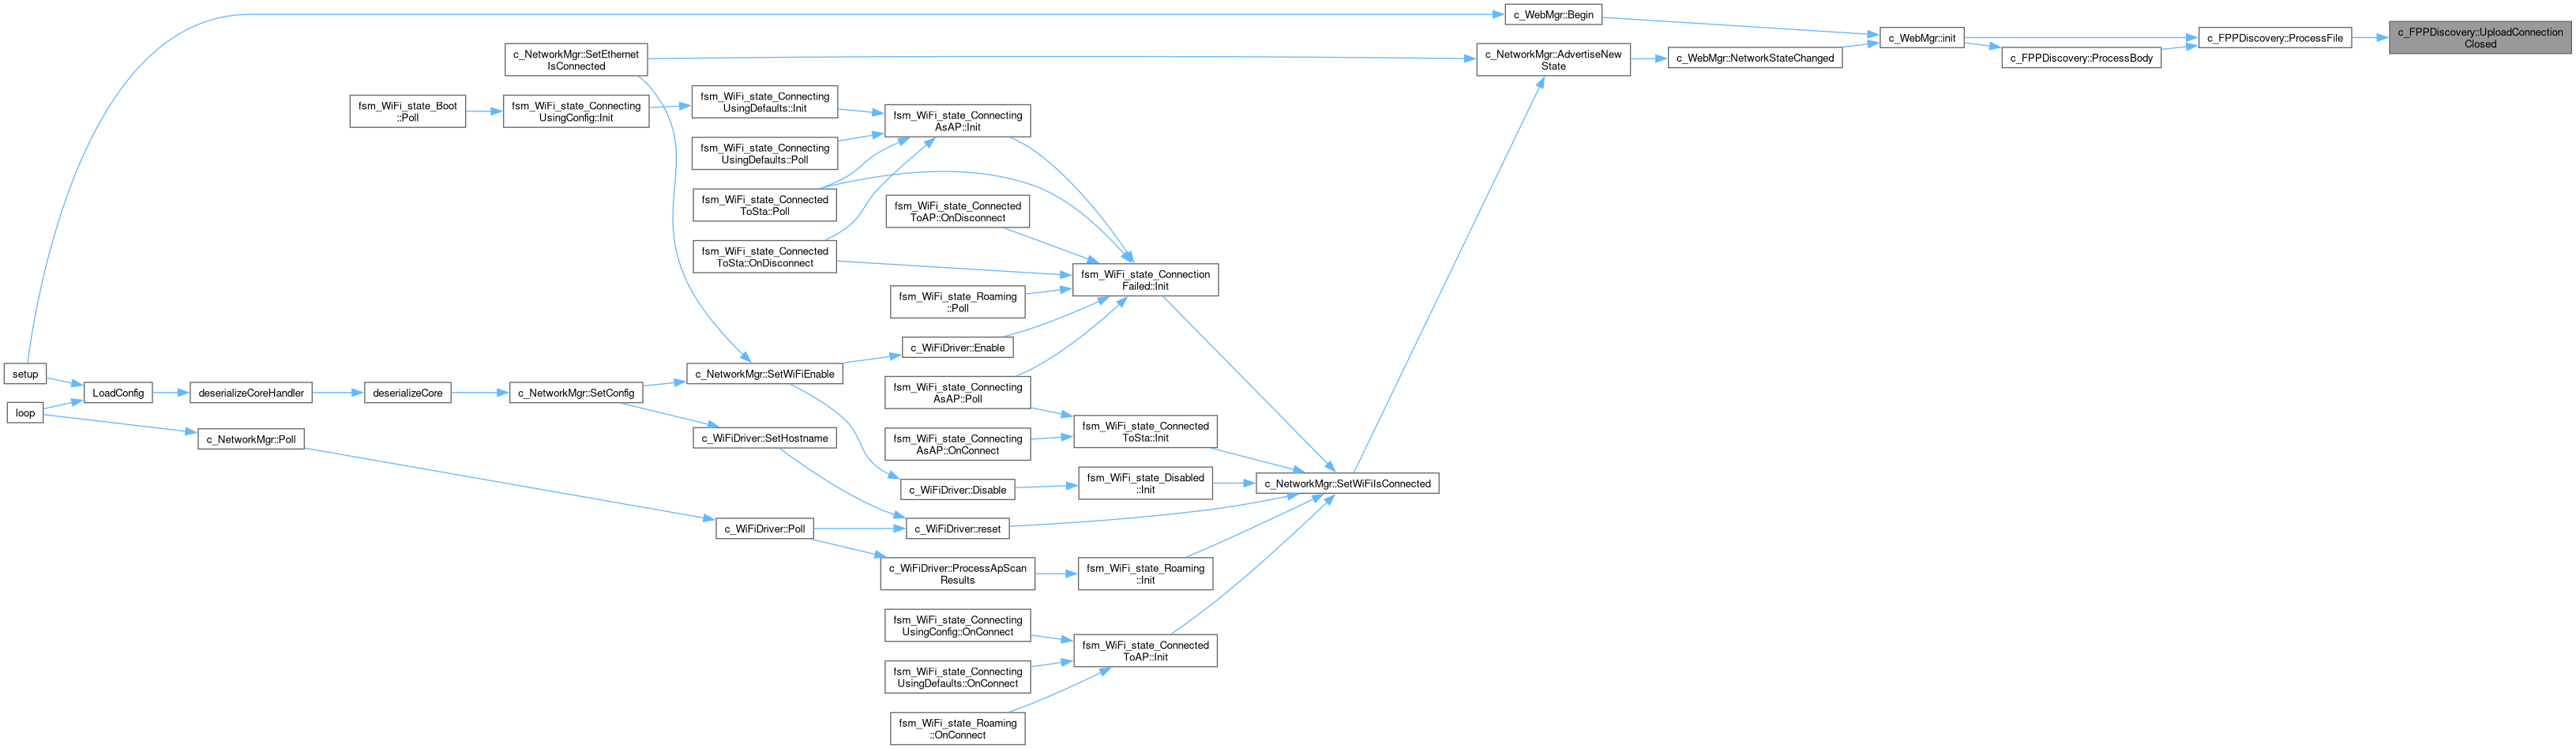 setup
loop
LoadConfig
c_NetworkMgr::Poll
deserializeCoreHandler
fsm_WiFi_state_Boot
::Poll
deserializeCore
c_NetworkMgr::SetEthernet
IsConnected
fsm_WiFi_state_Connecting
UsingConfig::Init
c_NetworkMgr::SetConfig
fsm_WiFi_state_Connecting
UsingDefaults::Init
fsm_WiFi_state_Connecting
UsingDefaults::Poll
fsm_WiFi_state_Connected
ToSta::Poll
fsm_WiFi_state_Connected
ToSta::OnDisconnect
c_NetworkMgr::SetWiFiEnable
c_WiFiDriver::SetHostname
c_WiFiDriver::Poll
fsm_WiFi_state_Connecting
AsAP::Init
fsm_WiFi_state_Connected
ToAP::OnDisconnect
fsm_WiFi_state_Roaming
::Poll
c_WiFiDriver::Enable
fsm_WiFi_state_Connecting
AsAP::Poll
fsm_WiFi_state_Connecting
AsAP::OnConnect
c_WiFiDriver::Disable
c_WiFiDriver::reset
c_WiFiDriver::ProcessApScan
Results
fsm_WiFi_state_Connecting
UsingConfig::OnConnect
fsm_WiFi_state_Connecting
UsingDefaults::OnConnect
fsm_WiFi_state_Roaming
::OnConnect
fsm_WiFi_state_Connection
Failed::Init
fsm_WiFi_state_Connected
ToSta::Init
fsm_WiFi_state_Disabled
::Init
fsm_WiFi_state_Roaming
::Init
fsm_WiFi_state_Connected
ToAP::Init
c_NetworkMgr::SetWiFiIsConnected
c_WebMgr::Begin
c_NetworkMgr::AdvertiseNew
State
c_WebMgr::NetworkStateChanged
c_WebMgr::init
c_FPPDiscovery::ProcessBody
c_FPPDiscovery::ProcessFile
c_FPPDiscovery::UploadConnection
Closed